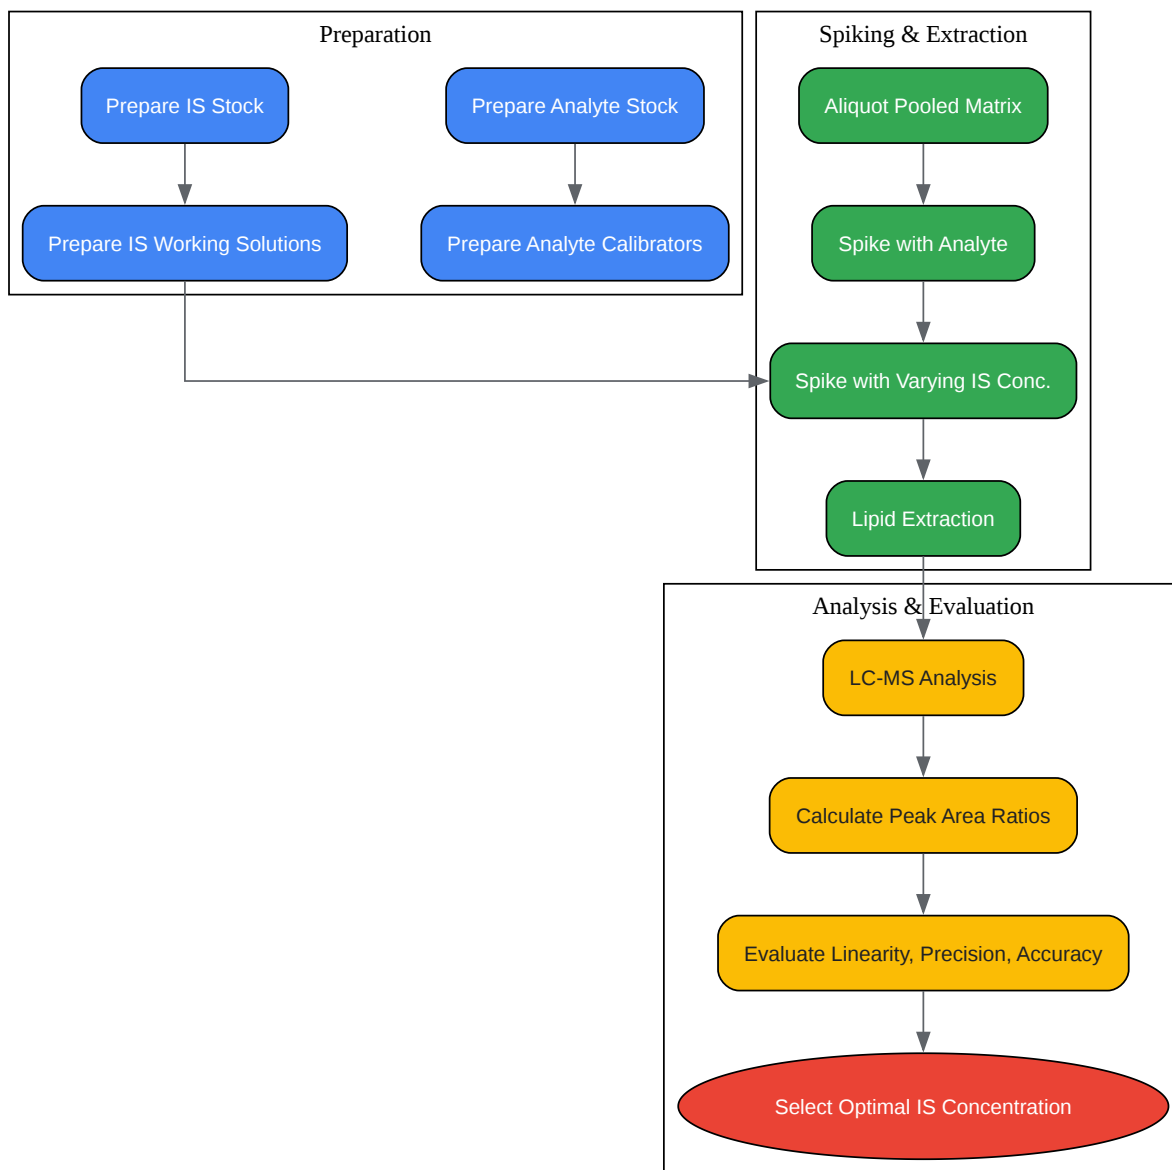 Preparation
Prepare IS Stock
Prepare Analyte Stock
Prepare IS Working Solutions
Prepare Analyte Calibrators
Spiking & Extraction
Aliquot Pooled Matrix
Spike with Analyte
Spike with Varying IS Conc.
Lipid Extraction
Analysis & Evaluation
LC-MS Analysis
Calculate Peak Area Ratios
Evaluate Linearity, Precision, Accuracy
Select Optimal IS Concentration